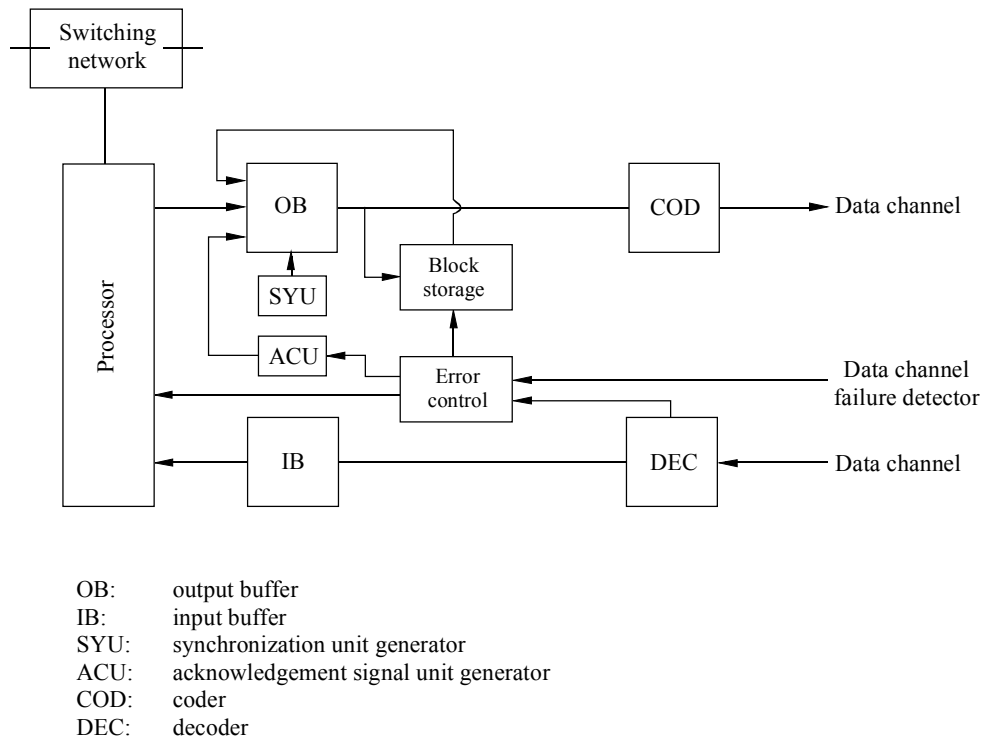 Switching
network
OB
COD
Data channel
Block
storage
SYU
Processor
ACU
Error
control
Data channel
failure detector
IB
DEC
Data channel
OB: output buffer
IB: input buffer
SYU: synchronization unit generator
ACU: acknowledgement signal unit generator
COD: coder
DEC: decoder